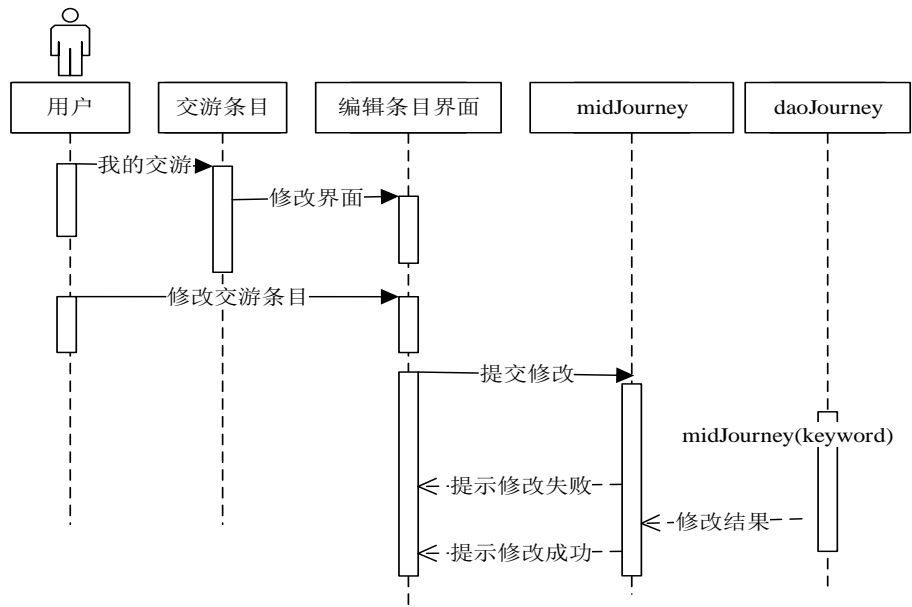 用户
交游条目
编辑条目界面
midJourney
daoJourney
我的交游
修改界面
修改交游条目
提交修改
midJourney(keyword)
提示修改失败
修改结果
提示修改成功